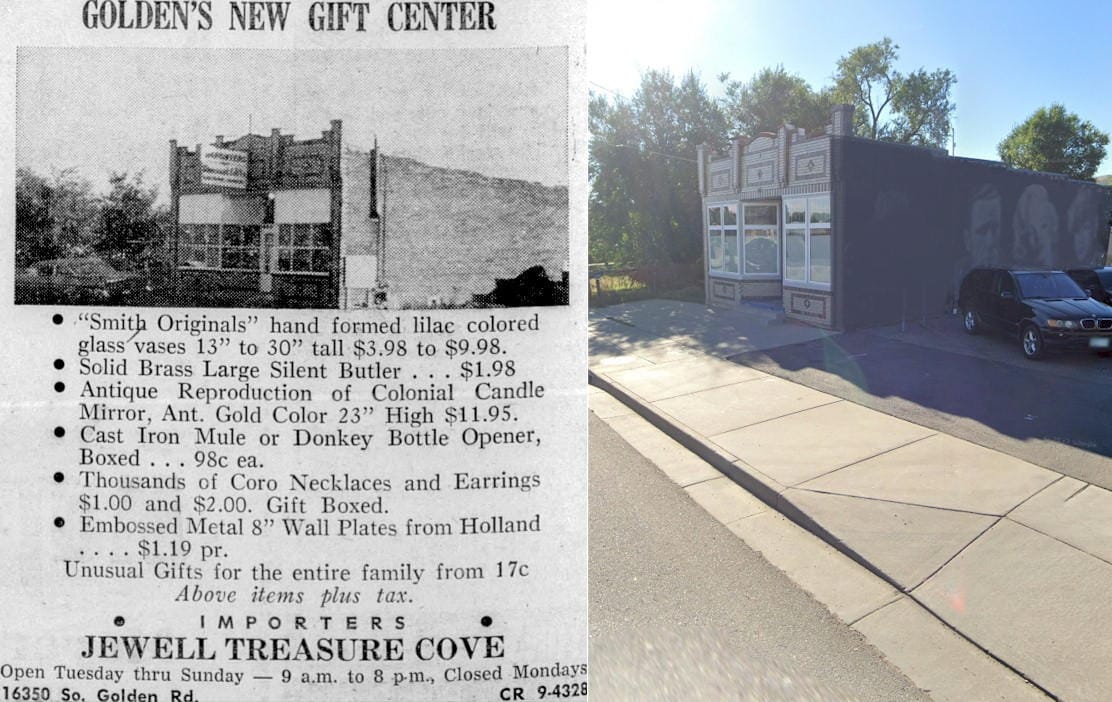 GOLDEN'S NEW GIFT CENTER
• "Smith Originals" hand formed lilac colored
glass vases 13" to 30" tall $3.98 to $9.98.
• Solid Brass Large Silent Butler . . . $1.98
• Antique Reproduction of Colonial Candle
Mirror, Ant. Gold Color 23" High $11.95.
• Cast Iron Mule or Donkey Bottle Opener,
Boxed . . . 98c ea.
• Thousands of Coro Necklaces and Earrings
$1.00 and $2.00. Gift Boxed.
• Embossed Metal 8" Wall Plates from Holland
. . . . $1.19 pr.
Unusual Gifts for the entire family from 17c
Above items plus tax.
• IMPORTERS •
JEWELL TREASURE COVE
Open Tuesday thru Sunday — 9 a.m. to 8 p.m., Closed Mondays
16350 So. Golden Rd. CR 9-4328